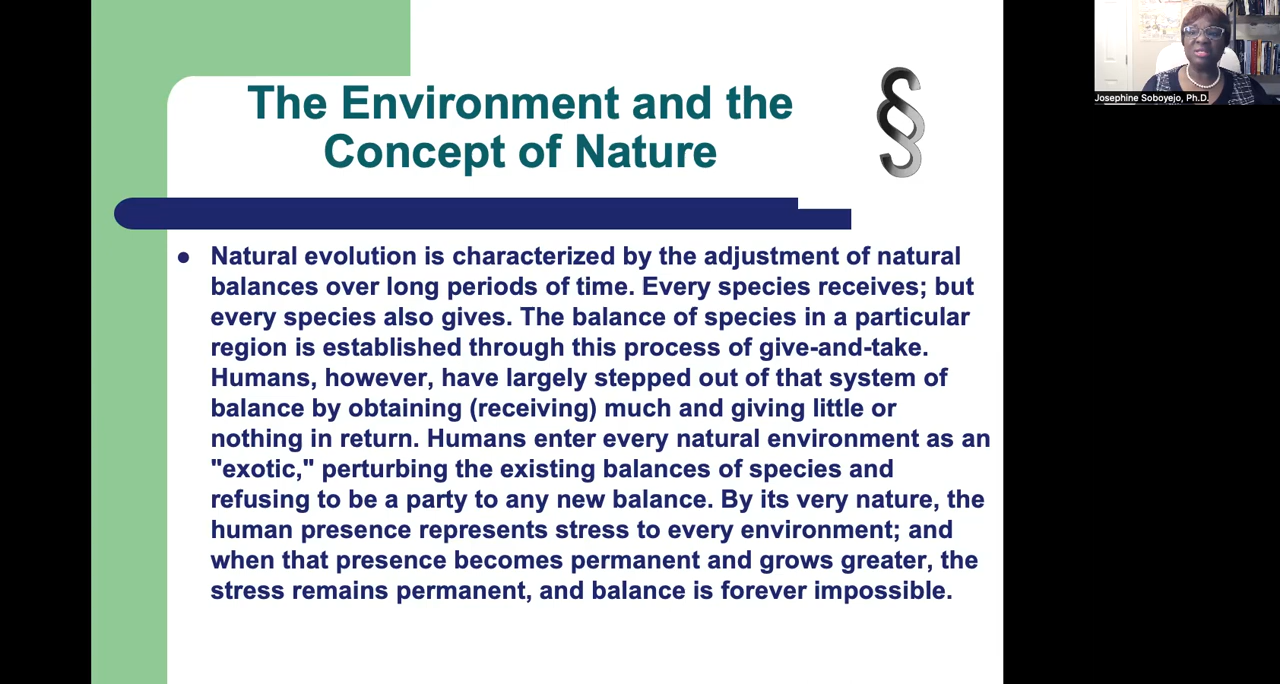 The Environment and the
Concept of Nature
§
Josephine Soboyejo, Ph.D.
• Natural evolution is characterized by the adjustment of natural
balances over long periods of time. Every species receives; but
every species also gives. The balance of species in a particular
region is established through this process of give-and-take.
Humans, however, have largely stepped out of that system of
balance by obtaining (receiving) much and giving little or
nothing in return. Humans enter every natural environment as an
"exotic," perturbing the existing balances of species and
refusing to be a party to any new balance. By its very nature, the
human presence represents stress to every environment; and
when that presence becomes permanent and grows greater, the
stress remains permanent, and balance is forever impossible.